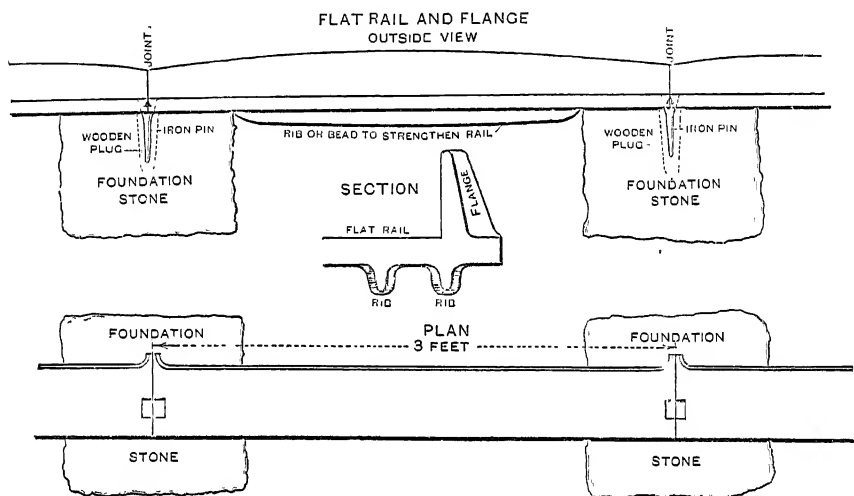 FLAT RAIL AND FLANGE
OUTSIDE VIEW
JOINT.
JOINT
RIB OR BEAD TO STRENGTHEN RAIL
WOODEN
PLUG
IRON PIN
FOUNDATION
STONE
WOODEN
PLUG
IRON PIN
FOUNDATION
STONE
SECTION
FLANGE
FLAT RAIL
RIB
RIB
FOUNDATION
PLAN
3 FEET
FOUNDATION
STONE
STONE